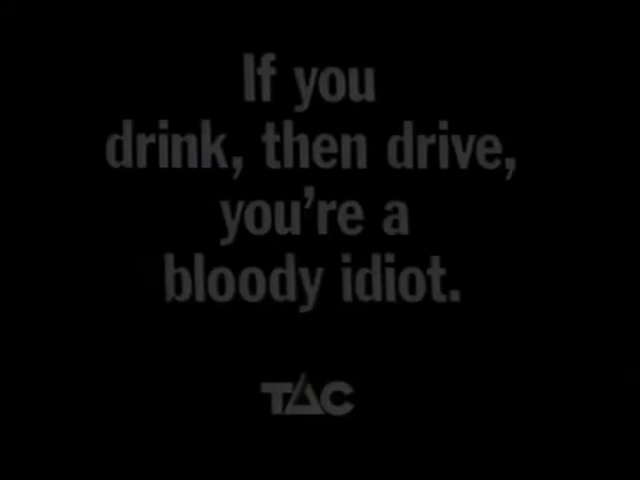 If you
drink, then drive,
you're a
bloody idiot.
TAC